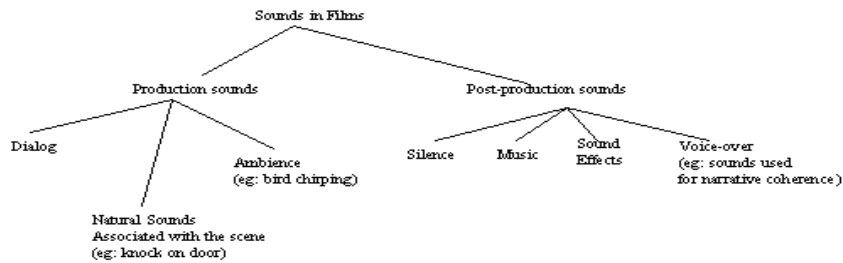 Sounds in Films
Production sounds
Post-production sounds
Dialog
Ambience
(eg: bird chirping)
Natural Sounds
Associated with the scene
(eg: knock on door)
Silence
Music
Sound
Effects
Voice-over
(eg: sounds used
for narrative coherence)